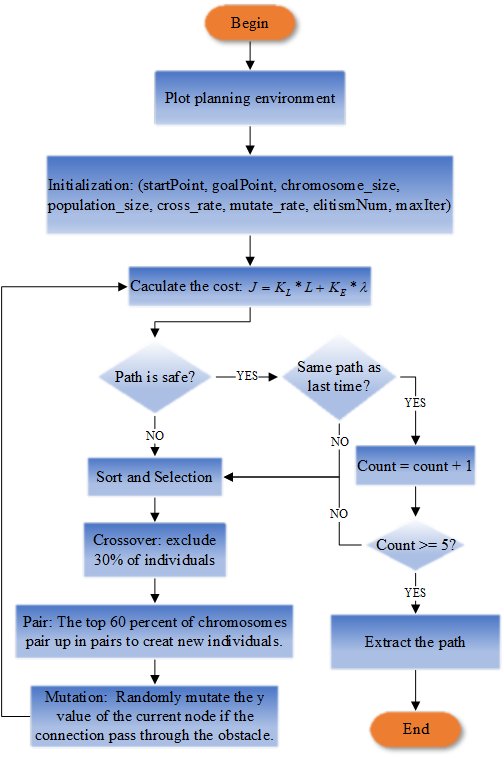 Begin
Plot planning environment
Initialization: (startPoint, goalPoint, chromosome_size,
population_size, cross_rate, mutate_rate, elitismNum, maxIter)
Caculate the cost: J = K_L * L + K_E * λ
Path is safe?
YES
Same path as
last time?
YES
NO
NO
Sort and Selection
Count = count + 1
NO
Crossover: exclude
30% of individuals
Count >= 5?
YES
Pair: The top 60 percent of chromosomes
pair up in pairs to creat new individuals.
Extract the path
Mutation: Randomly mutate the y
value of the current node if the
connection pass through the obstacle.
End